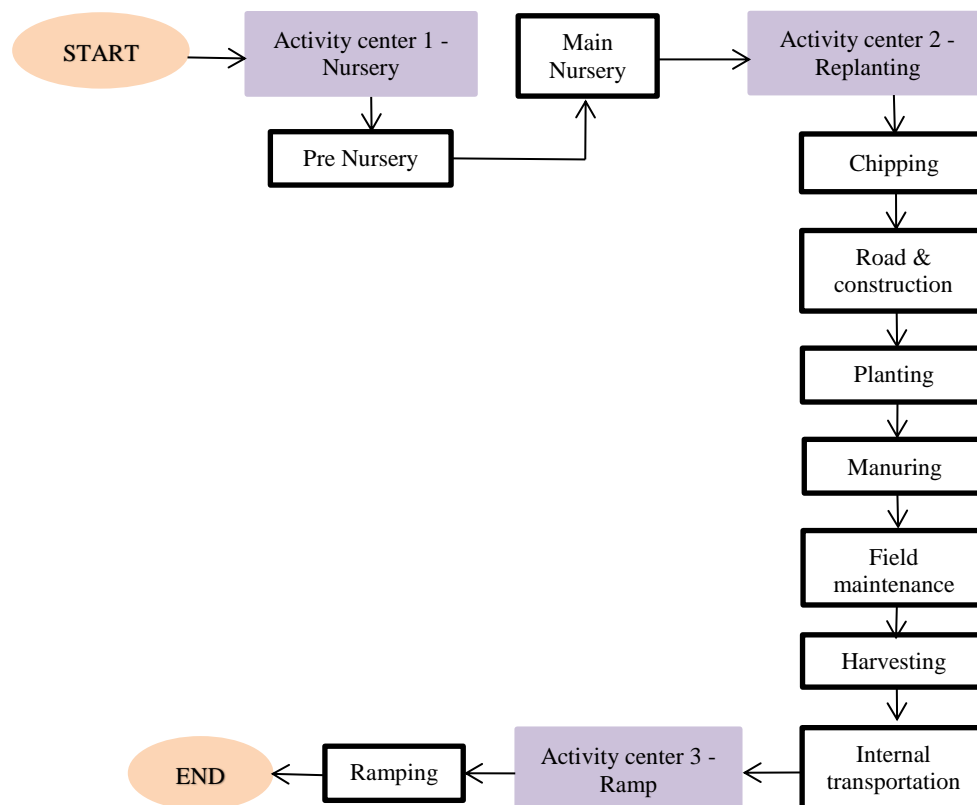 START
Activity center 1 -
Nursery
Pre Nursery
Main
Nursery
Activity center 2 -
Replanting
Chipping
Road &
construction
Planting
Manuring
Field
maintenance
Harvesting
Internal
transportation
Activity center 3 -
Ramp
Ramping
END